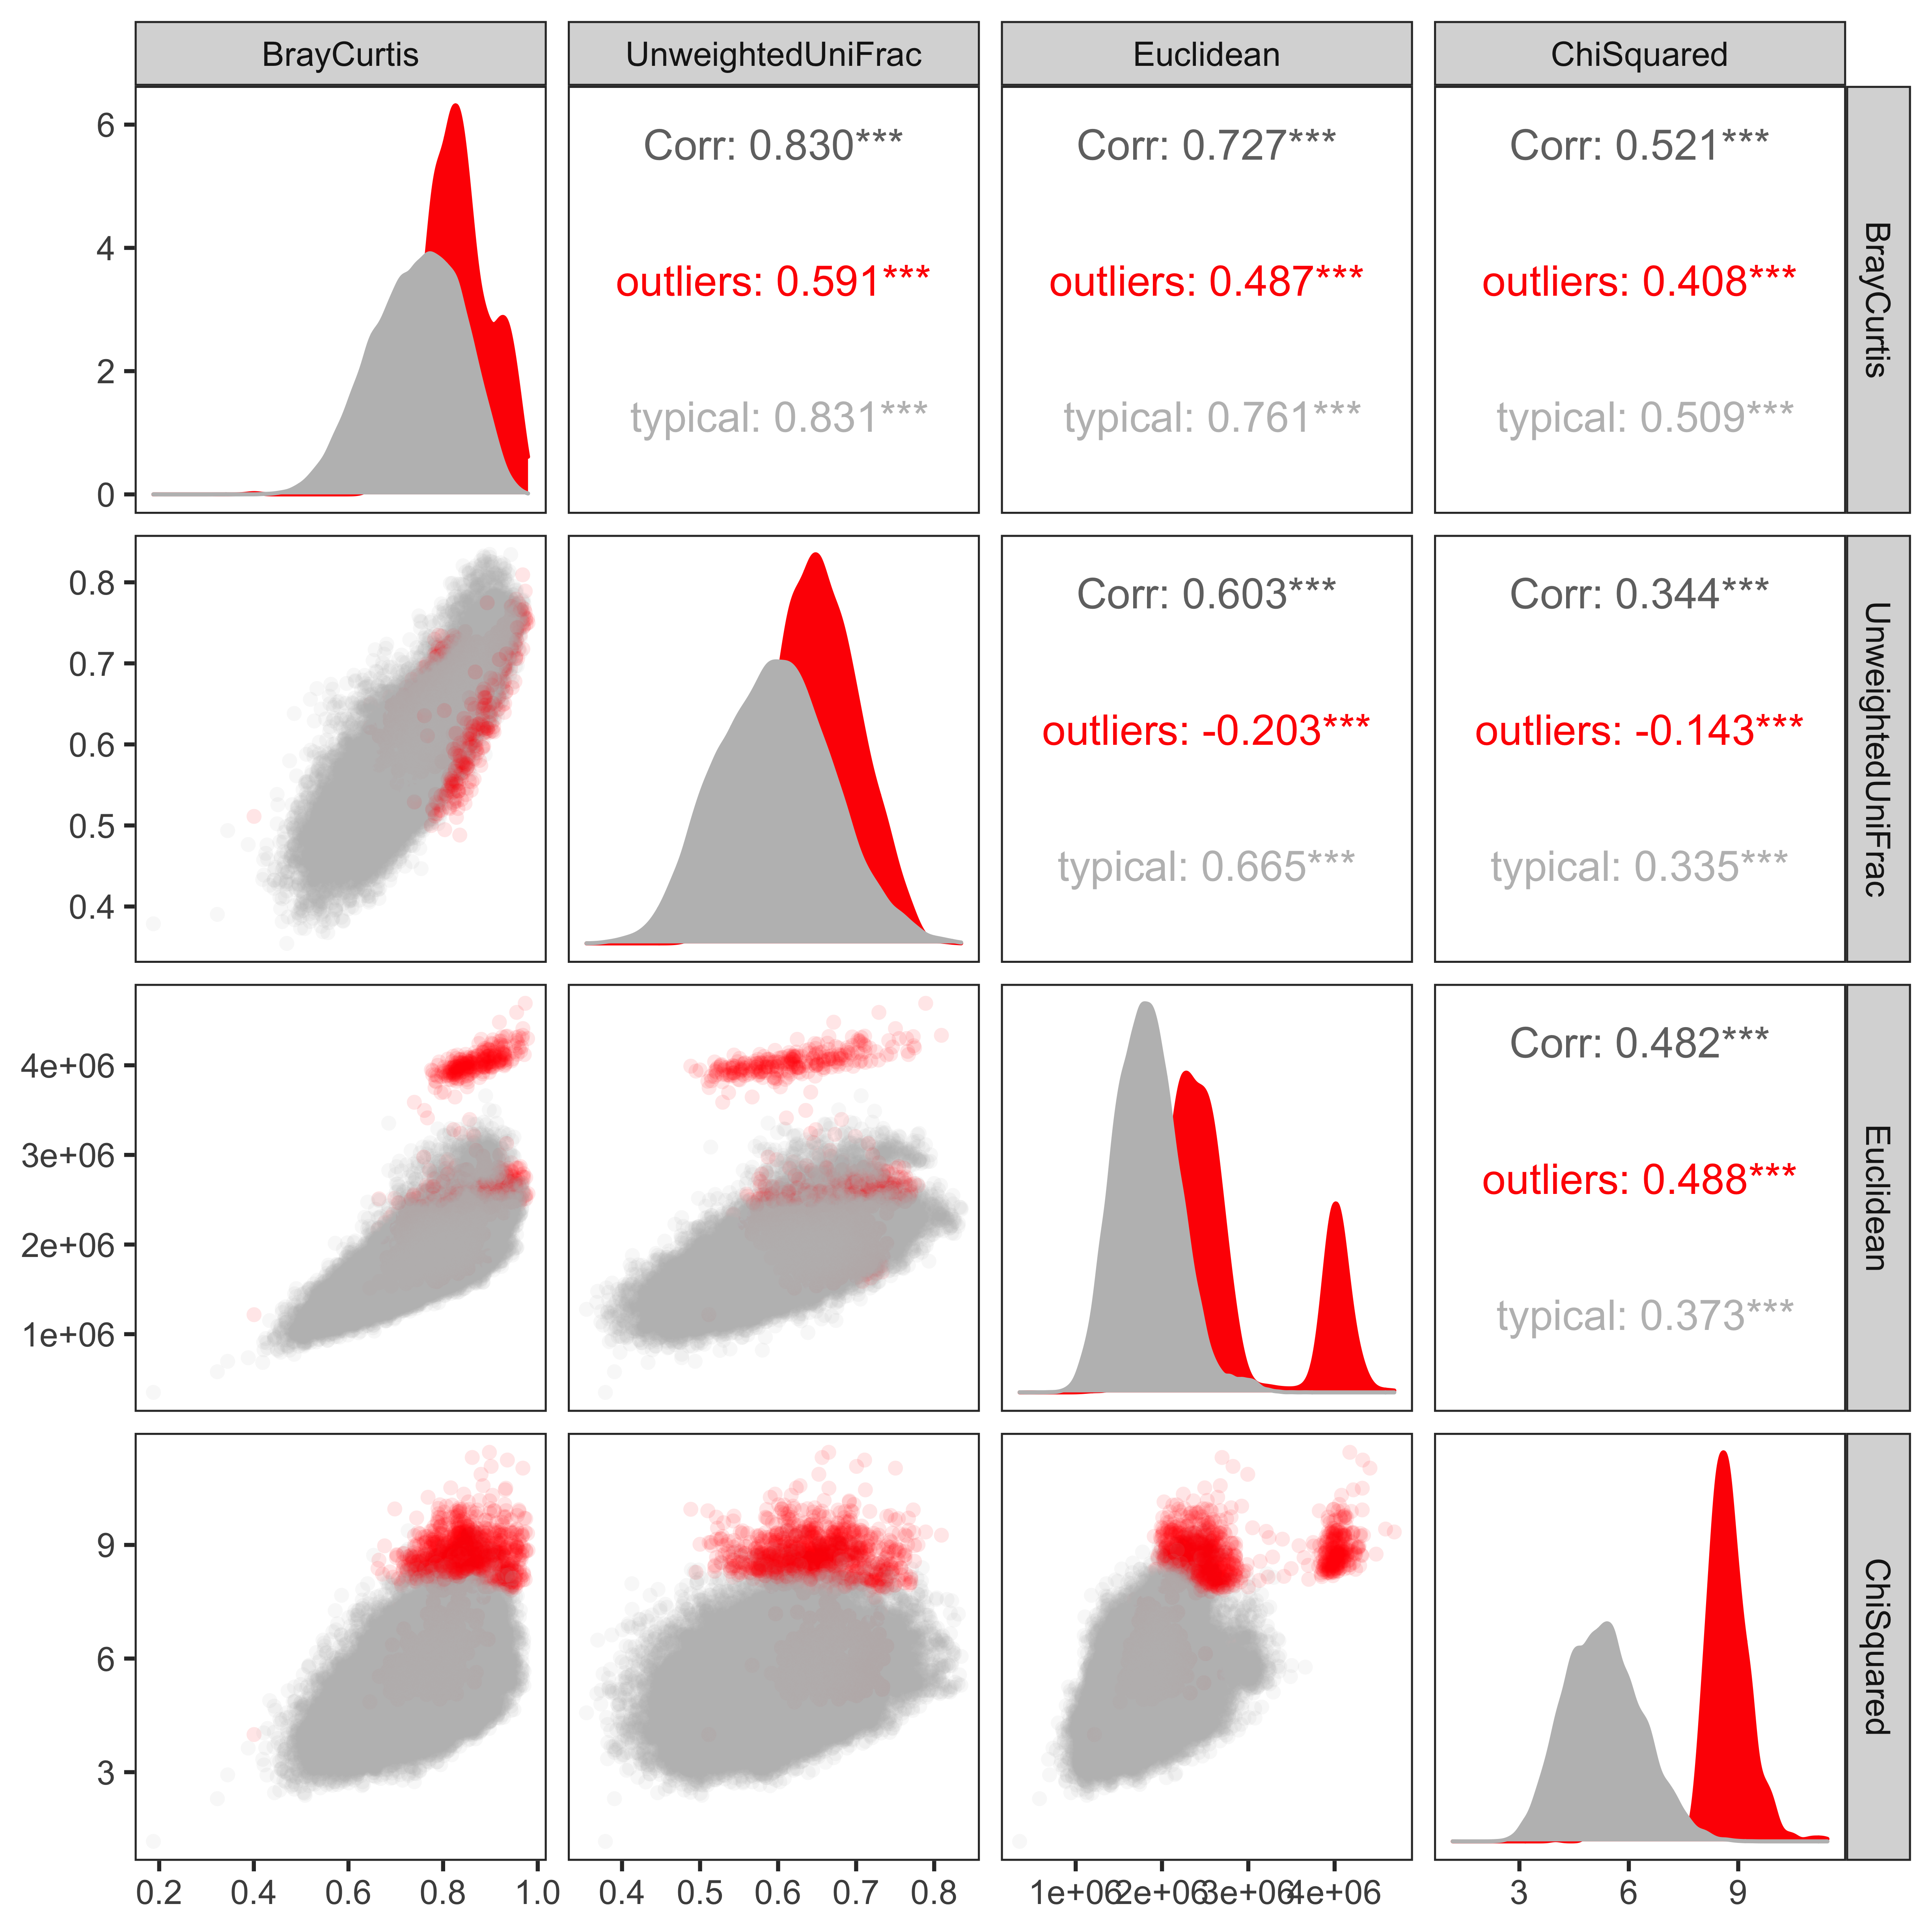 BrayCurtis
UnweightedUniFrac
Euclidean
ChiSquared
6
4
2
0
Corr: 0.830***
outliers: 0.591***
typical: 0.831***
Corr: 0.727***
outliers: 0.487***
typical: 0.761***
Corr: 0.521***
outliers: 0.408***
typical: 0.509***
BrayCurtis
0.8
0.7
0.6
0.5
0.4
Corr: 0.603***
outliers: -0.203***
typical: 0.665***
Corr: 0.344***
outliers: -0.143***
typical: 0.335***
UnweightedUniFrac
4e+06
3e+06
2e+06
1e+06
Corr: 0.482***
outliers: 0.488***
typical: 0.373***
Euclidean
9
6
3
ChiSquared
0.2 0.4 0.6 0.8 1.0
0.4 0.5 0.6 0.7 0.8
1e+06 2e+06 3e+06 4e+06
3 6 9